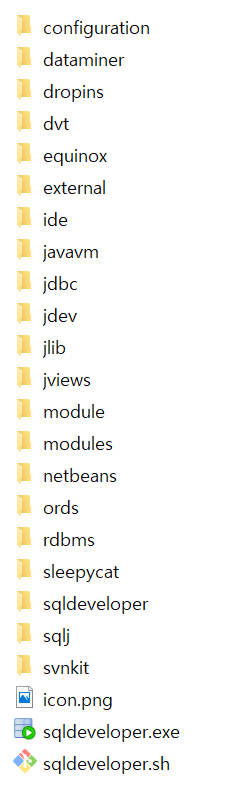 configuration
dataminer
dropins
dvt
equinox
external
ide
javavm
jdbc
jdev
jlib
jviews
module
modules
netbeans
ords
rdbms
sleepycat
sqldeveloper
sqlj
svnkit
icon.png
sqldeveloper.exe
sqldeveloper.sh